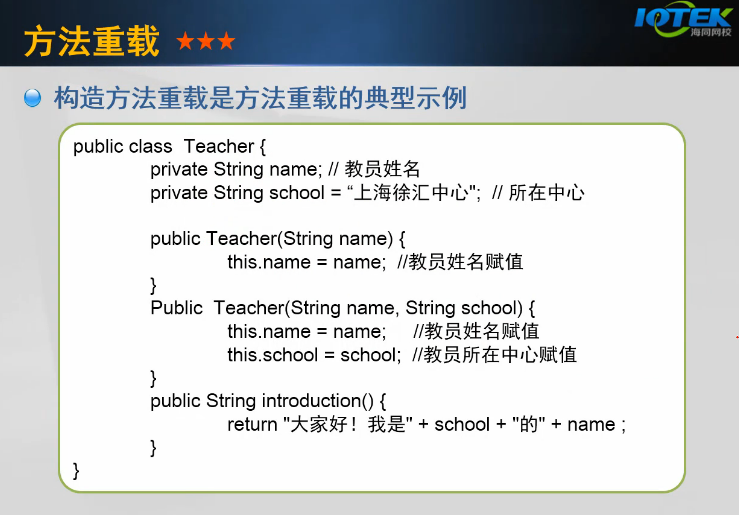 方法重载 ★★★
IOTEK
海同网校
构造方法重载是方法重载的典型示例
public class  Teacher {
private String name; // 教员姓名
private String school = “上海徐汇中心";  // 所在中心
public Teacher(String name) {
this.name = name;  //教员姓名赋值
}
Public  Teacher(String name, String school) {
this.name = name;     //教员姓名赋值
this.school = school;  //教员所在中心赋值
}
public String introduction() {
return "大家好！我是" + school + "的" + name ;
}
}